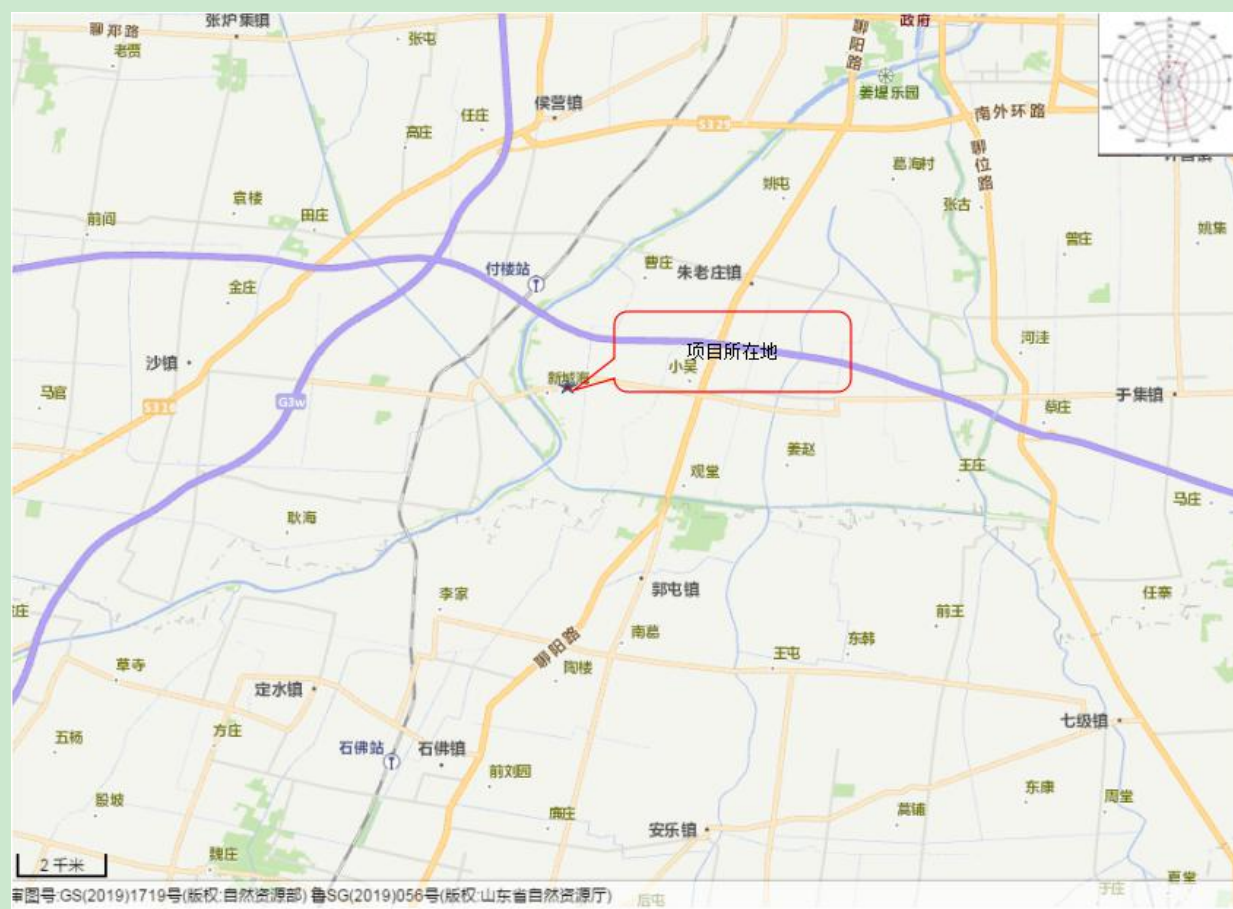 张炉集镇
政府
聊郑路
张屯
聊阳路
老贾
姜堤乐园
侯营镇
任庄
南外环路
高庄
聊位路
葛海村
姚屯
袁楼
张古
前闫
田庄
姚集
曾庄
付楼站
曹庄
朱老庄镇
金庄
河洼
项目所在地
沙镇
小吴
马官
于集镇
G3w
S316
蔡庄
姜赵
观堂
王庄
马庄
耿海
郭屯镇
李家
任寨
前王
南葛
东韩
聊阳路
王屯
草寺
陶楼
定水镇
七级镇
方庄
五杨
石佛站
石佛镇
前刘园
东康
殷坡
周堂
蒿铺
安乐镇
魏庄
2千米
夏堂
于庄
审图号:GS(2019)1719号(版权:自然资源部) 鲁SG(2019)056号(版权:山东省自然资源厅)
后屯